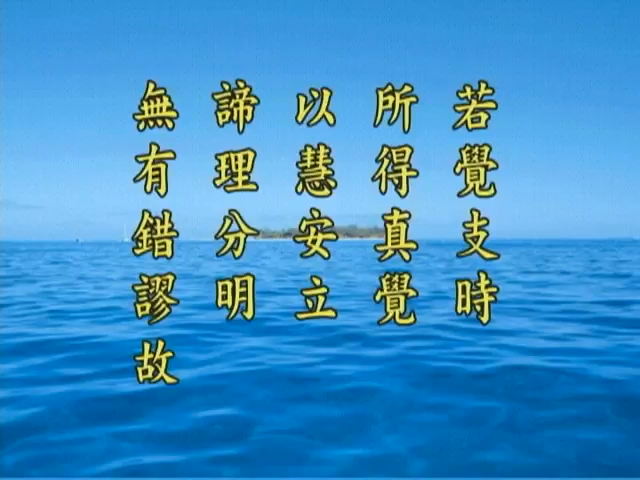 若覺支時
所得真覺
以慧安立
諦理分明
無有錯謬故